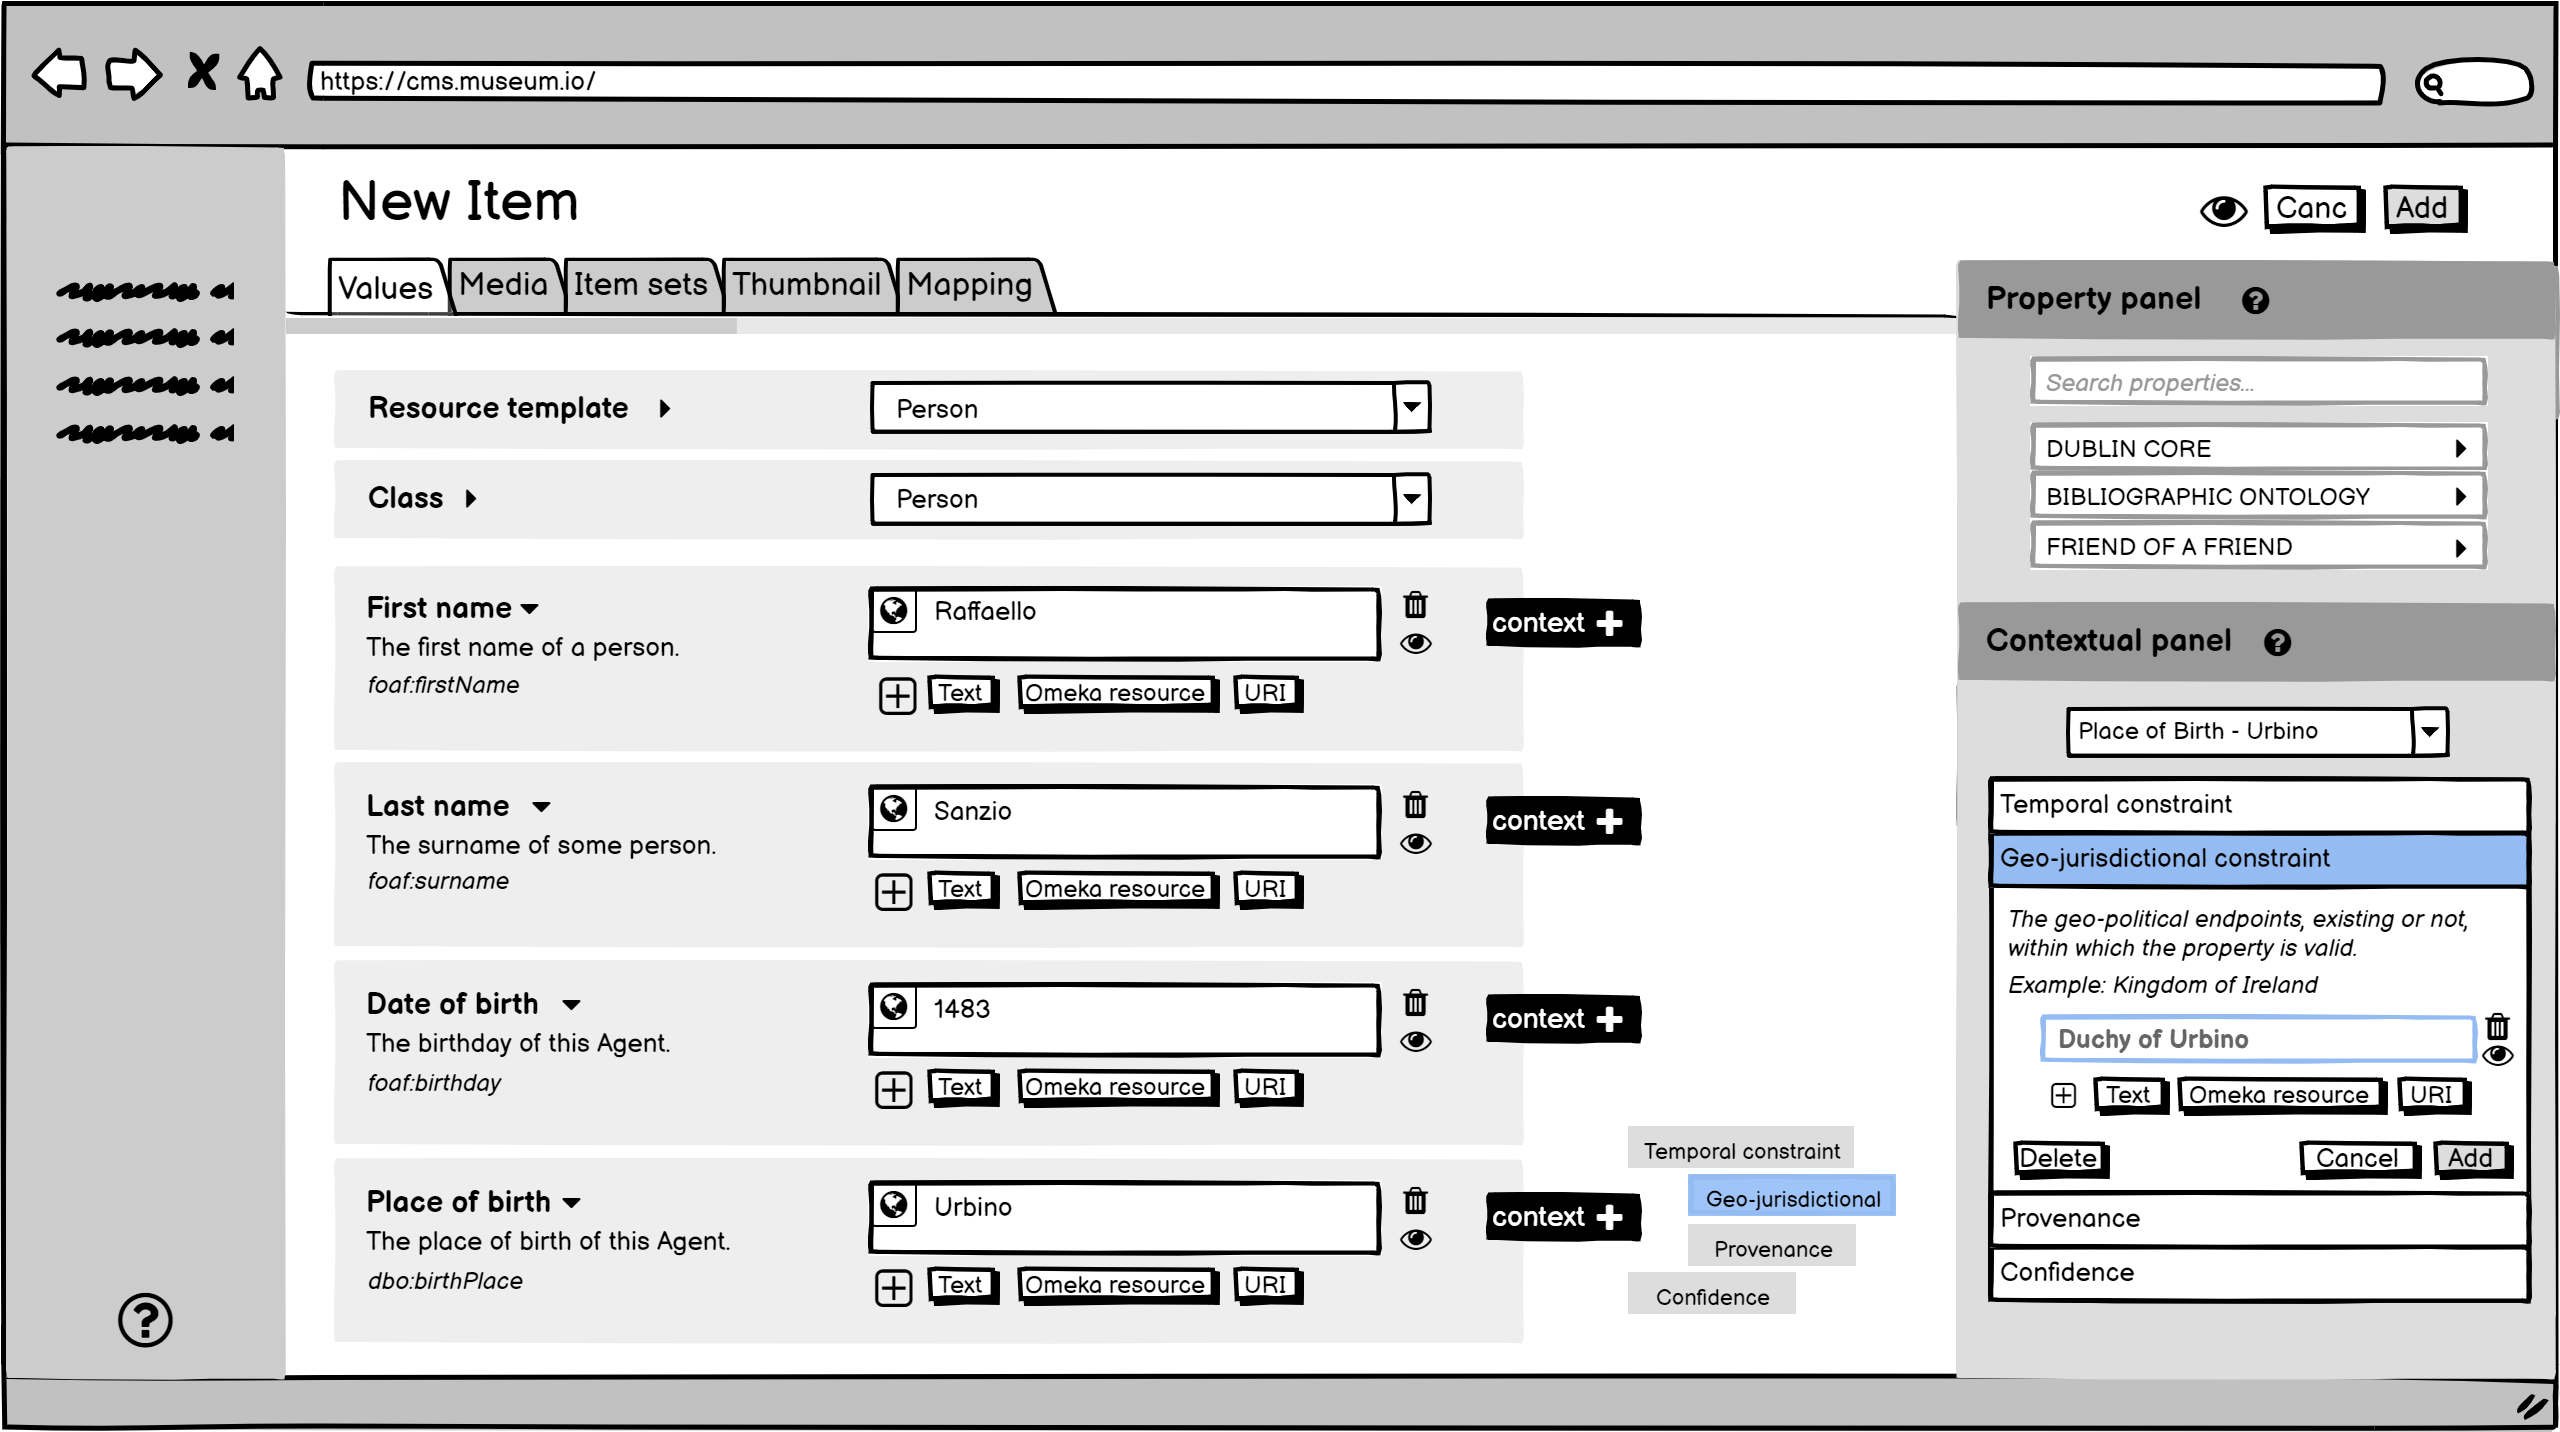 https://cms.museum.io/
New Item
Canc
Add
Values
Media
Item sets
Thumbnail
Mapping
Resource template
Person
Class
Person
First name
The first name of a person.
foaf:firstName
Raffaello
Text
Omeka resource
URI
context
Last name
The surname of some person.
foaf:surname
Sanzio
Text
Omeka resource
URI
context
Date of birth
The birthday of this Agent.
foaf:birthday
1483
Text
Omeka resource
URI
context
Place of birth
The place of birth of this Agent.
dbo:birthPlace
Urbino
Text
Omeka resource
URI
context
Temporal constraint
Geo-jurisdictional
Provenance
Confidence
Property panel
Search properties...
DUBLIN CORE
BIBLIOGRAPHIC ONTOLOGY
FRIEND OF A FRIEND
Contextual panel
Place of Birth - Urbino
Temporal constraint
Geo-jurisdictional constraint
The geo-political endpoints, existing or not,
within which the property is valid.
Example: Kingdom of Ireland
Duchy of Urbino
Text
Omeka resource
URI
Delete
Cancel
Add
Provenance
Confidence